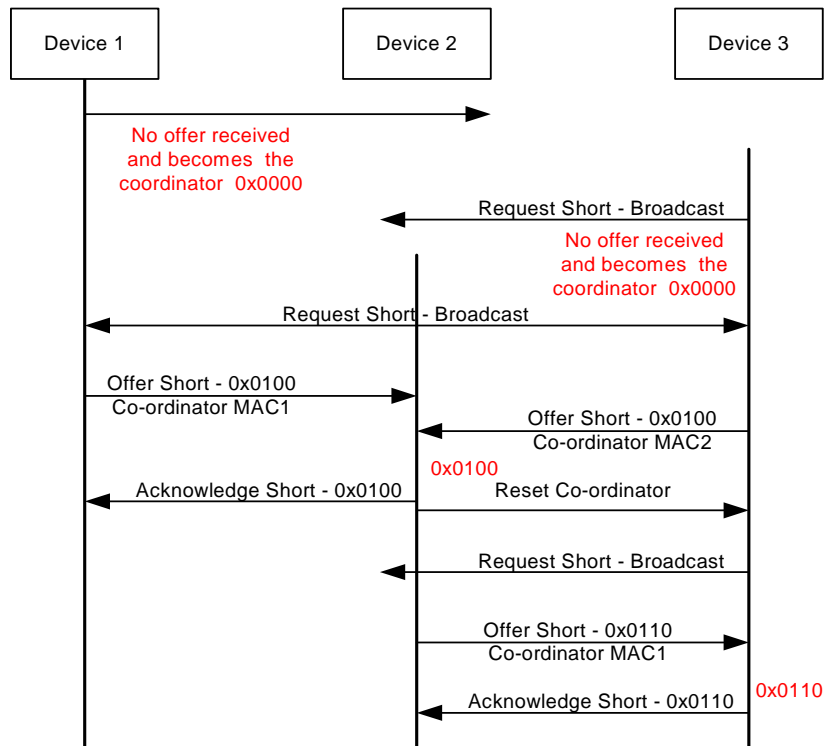 Device 1
Device 2
Device 3
No offer received
and becomes the
coordinator 0x0000
Request Short - Broadcast
No offer received
and becomes the
coordinator 0x0000
Request Short - Broadcast
Offer Short - 0x0100
Co-ordinator MAC1
Offer Short - 0x0100
Co-ordinator MAC2
0x0100
Acknowledge Short - 0x0100
Reset Co-ordinator
Request Short - Broadcast
Offer Short - 0x0110
Co-ordinator MAC1
0x0110
Acknowledge Short - 0x0110